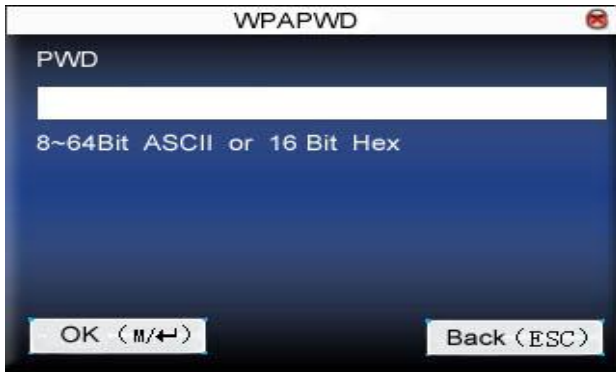 WPAPWD
PWD
8~64Bit ASCII or 16 Bit Hex
OK （M/↵）
Back（ESC）